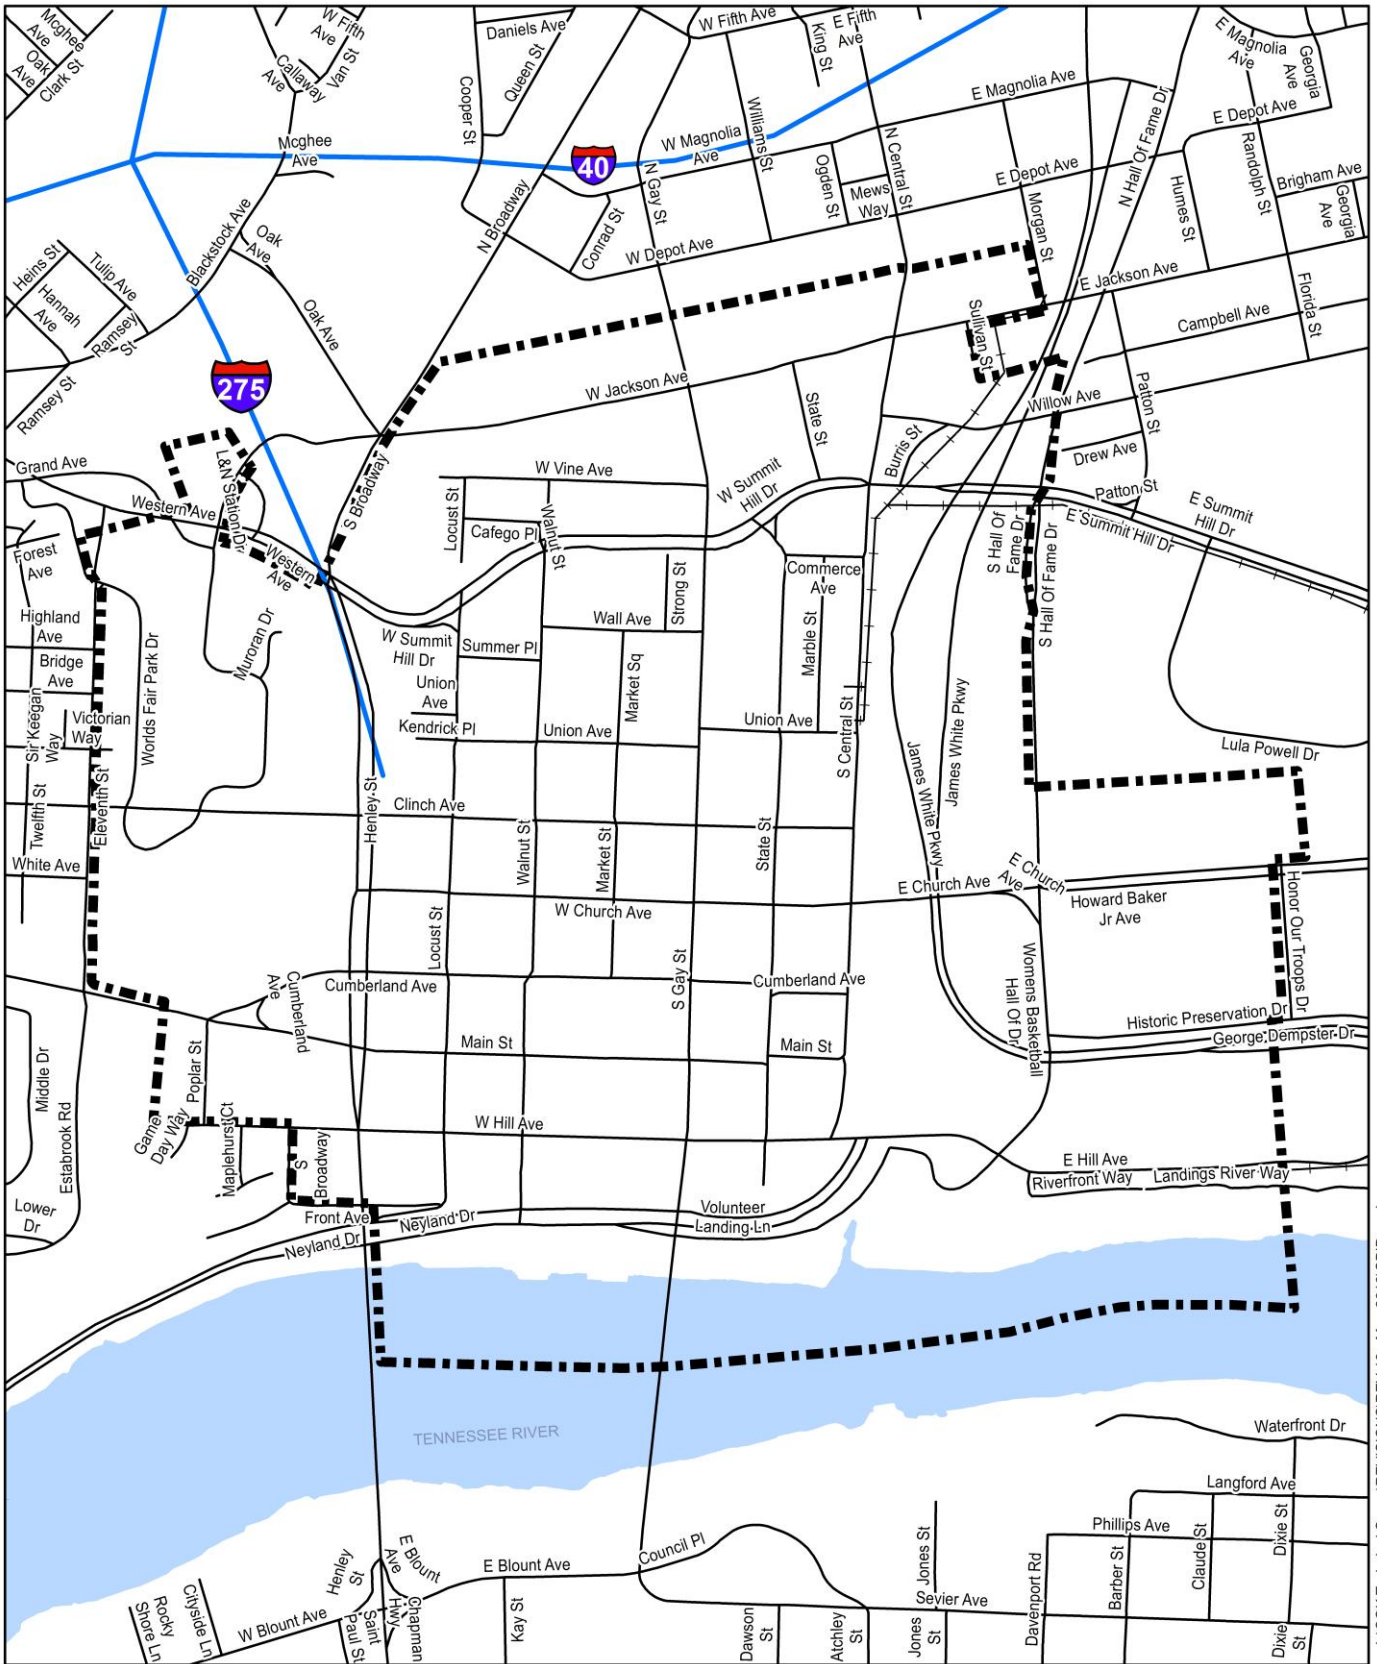 Mcghee
Ave
Oak
Ave
Clark St
W Fifth
Ave
Van St
Callaway
Ave
Daniels Ave
Queen St
Cooper St
W Fifth Ave
King St
E Fifth
Ave
E Magnolia
Ave
Georgia
Ave
E Magnolia Ave
E Depot Ave
N Hall Of Fame Dr
Mcghee
Ave
40
W Magnolia
Ave
Williams St
Ogden St
N Central St
Mews
Way
E Depot Ave
Randolph St
Brigham Ave
Georgia
Ave
Humes St
Morgan St
N Gay St
Conrad St
N Broadway
W Depot Ave
Blackstock Ave
Oak
Ave
Oak Ave
Heins St
Tulip Ave
Hannah
Ave
Ramsey
St
Ramsey St
275
E Jackson Ave
Campbell Ave
Florida St
Sullivan St
W Jackson Ave
State St
Willow Ave
Patton St
Burris St
Drew Ave
Patton St
E Summit
Hill Dr
E Summit Hill Dr
Grand Ave
L&N Station Dr
Western Ave
Western
Ave
S Broadway
W Vine Ave
Locust St
Cafego Pl
Walnut St
W Summit
Hill Dr
S Hall Of
Fame Dr
S Hall Of Fame Dr
Forest
Ave
Highland
Ave
Bridge
Ave
Sir Keegan
Way
Victorian
Way
Worlds Fair Park Dr
Muroran Dr
Twelfth St
Eleventh St
White Ave
W Summit
Hill Dr
Summer Pl
Union
Ave
Kendrick Pl
Wall Ave
Strong St
Market Sq
Union Ave
Commerce
Ave
Marble St
Union Ave
S Central St
James White Pkwy
James White Pkwy
Lula Powell Dr
Henley St
Clinch Ave
Walnut St
Market St
State St
E Church Ave
E Church
Ave
Howard Baker
Jr Ave
Honor Our Troops Dr
W Church Ave
Locust St
S Gay St
Cumberland
Ave
Cumberland
Cumberland Ave
Cumberland Ave
Womens Basketball
Hall Of Dr
Historic Preservation Dr
George Dempster Dr
Main St
Main St
Middle Dr
Estabrook Rd
Poplar St
Game
Day Way
Maplehurst Ct
S
Broadway
W Hill Ave
E Hill Ave
Riverfront Way
Landings River Way
Lower
Dr
Front Ave
Neyland Dr
Neyland Dr
Volunteer
Landing Ln
TENNESSEE RIVER
Waterfront Dr
Langford Ave
Phillips Ave
Dixie St
Claude St
Barber St
Davenport Rd
Jones St
Sevier Ave
Council Pl
E Blount Ave
E Blount
Ave
Henley
St
W Blount Ave
Cityside Ln
Rocky
Shore Ln
Saint
Paul St
Chapman
Hwy
Kay St
Dawson
St
Atchley
St
Jones
St
Dixie
St